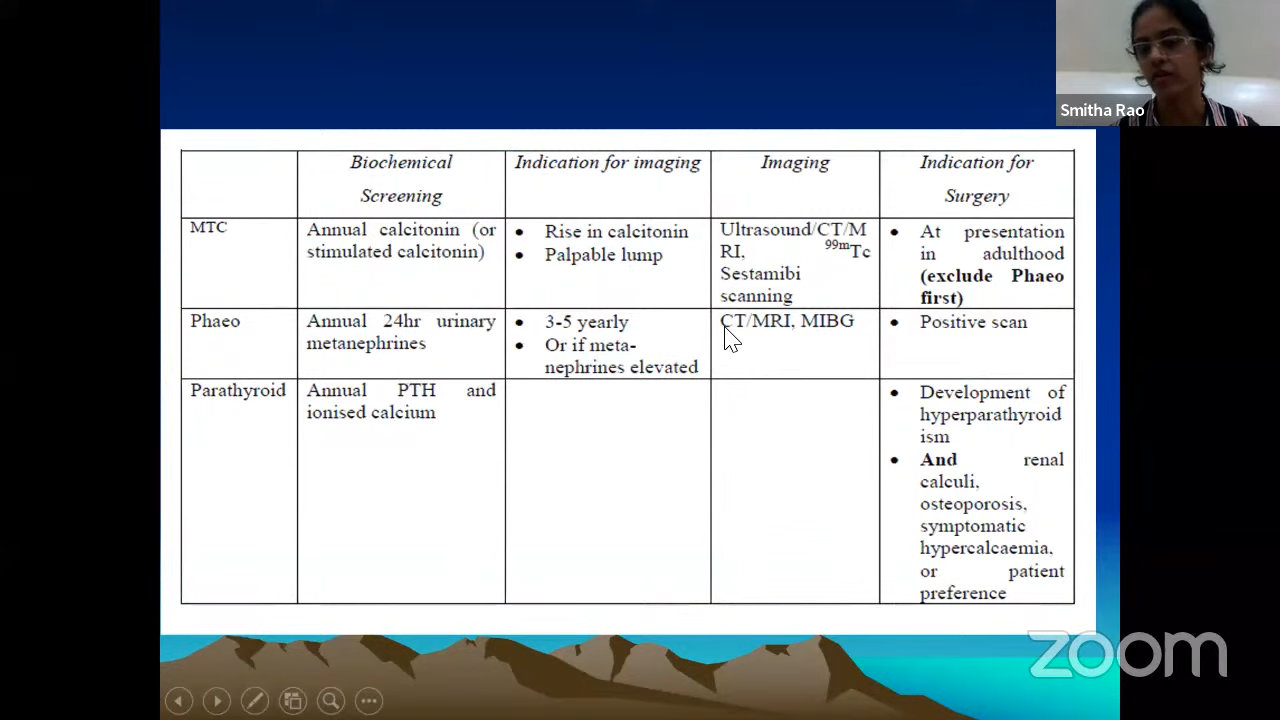 Smitha Rao
Biochemical
Screening
Indication for imaging
Imaging
Indication for
Surgery
MTC
Annual calcitonin (or
stimulated calcitonin)
• Rise in calcitonin
• Palpable lump
Ultrasound/CT/M
RI, 99mTc
Sestamibi
scanning
• At presentation
in adulthood
(exclude Phaeo
first)
Phaeo
Annual 24hr urinary
metanephrines
• 3-5 yearly
• Or if meta-
nephrines elevated
CT/MRI, MIBG
• Positive scan
Parathyroid
Annual PTH and
ionised calcium
• Development of
hyperparathyroid
ism
• And renal
calculi,
osteoporosis,
symptomatic
hypercalcaemia,
or patient
preference
zoom